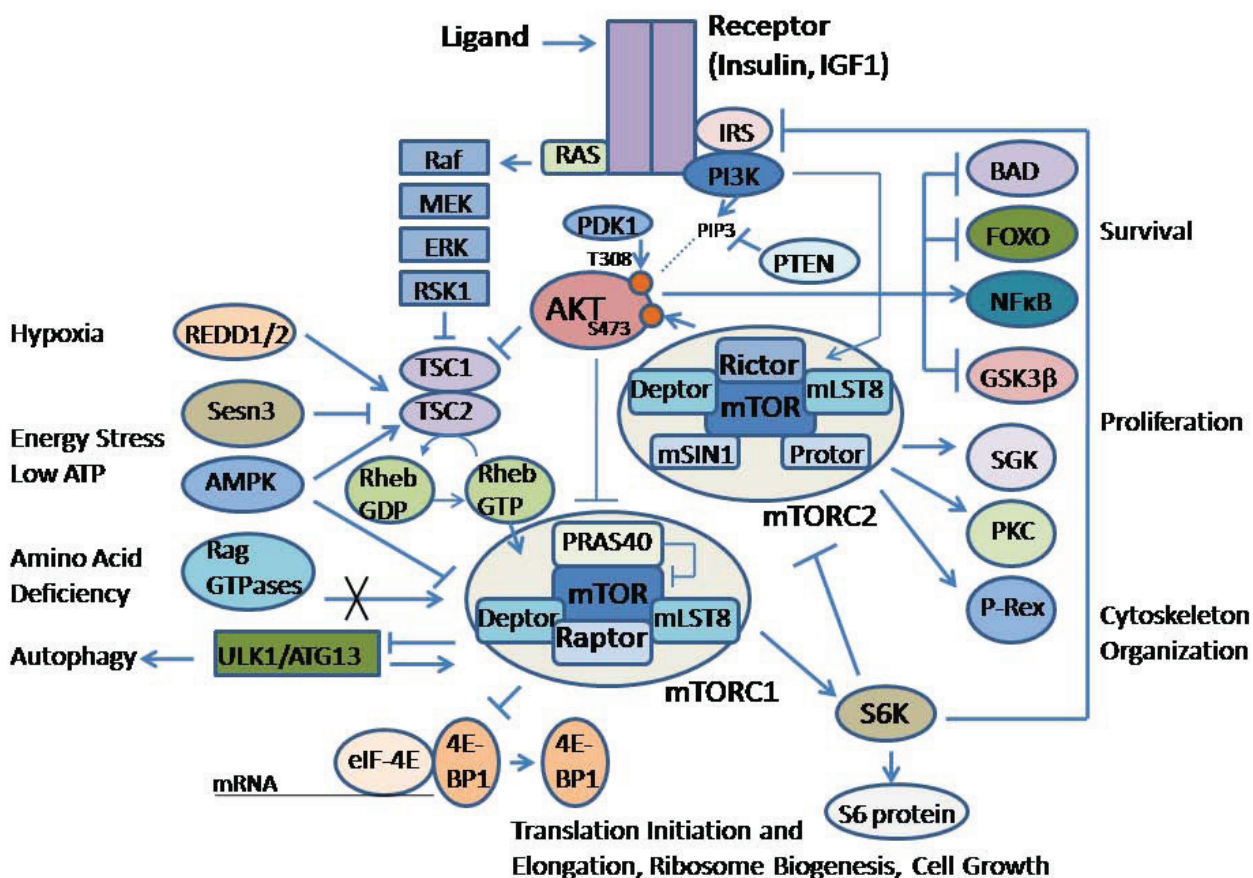 Ligand
Receptor
(Insulin, IGF1)
IRS
RAS
Raf
PI3K
BAD
MEK
PDK1
PIP3
FOXO
Survival
ERK
T308
PTEN
RSK1
AKT
S473
NFκB
Hypoxia
REDD1/2
TSC1
Rictor
Deptor
mLST8
GSK3β
Sesn3
TSC2
mTOR
Energy Stress
Low ATP
mSIN1
Protor
Proliferation
SGK
AMPK
Rheb
GDP
Rheb
GTP
mTORC2
PKC
PRAS40
Amino Acid
Deficiency
Rag
GTPases
mTOR
P-Rex
Deptor
mLST8
Raptor
Cytoskeleton
Organization
Autophagy
ULK1/ATG13
mTORC1
S6K
eIF-4E
4E-
BP1
4E-
BP1
mRNA
S6 protein
Translation Initiation and
Elongation, Ribosome Biogenesis, Cell Growth